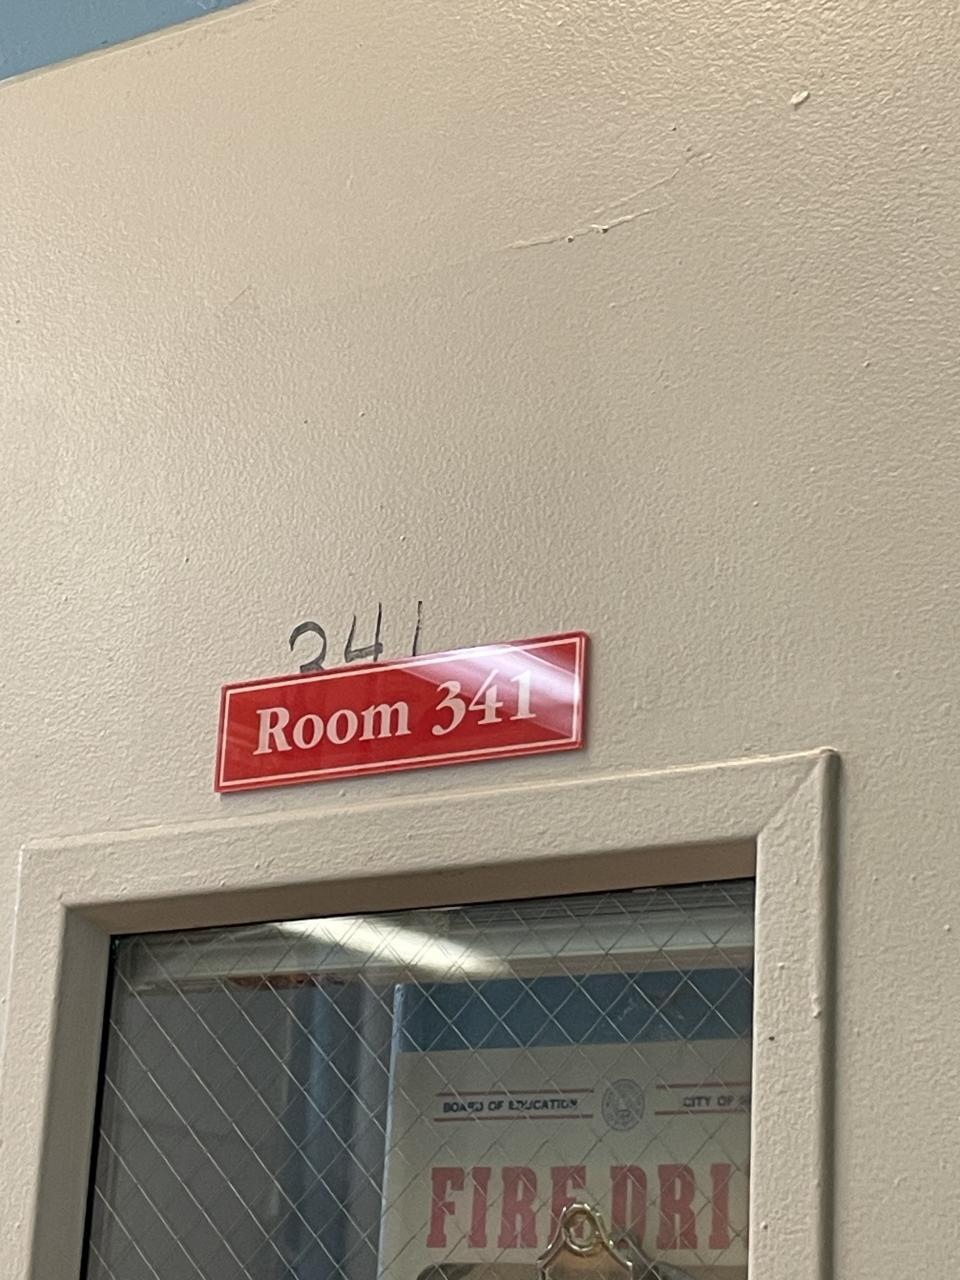 341
Room 341
BOARD OF EDUCATION
CITY OF
FIRE DRI